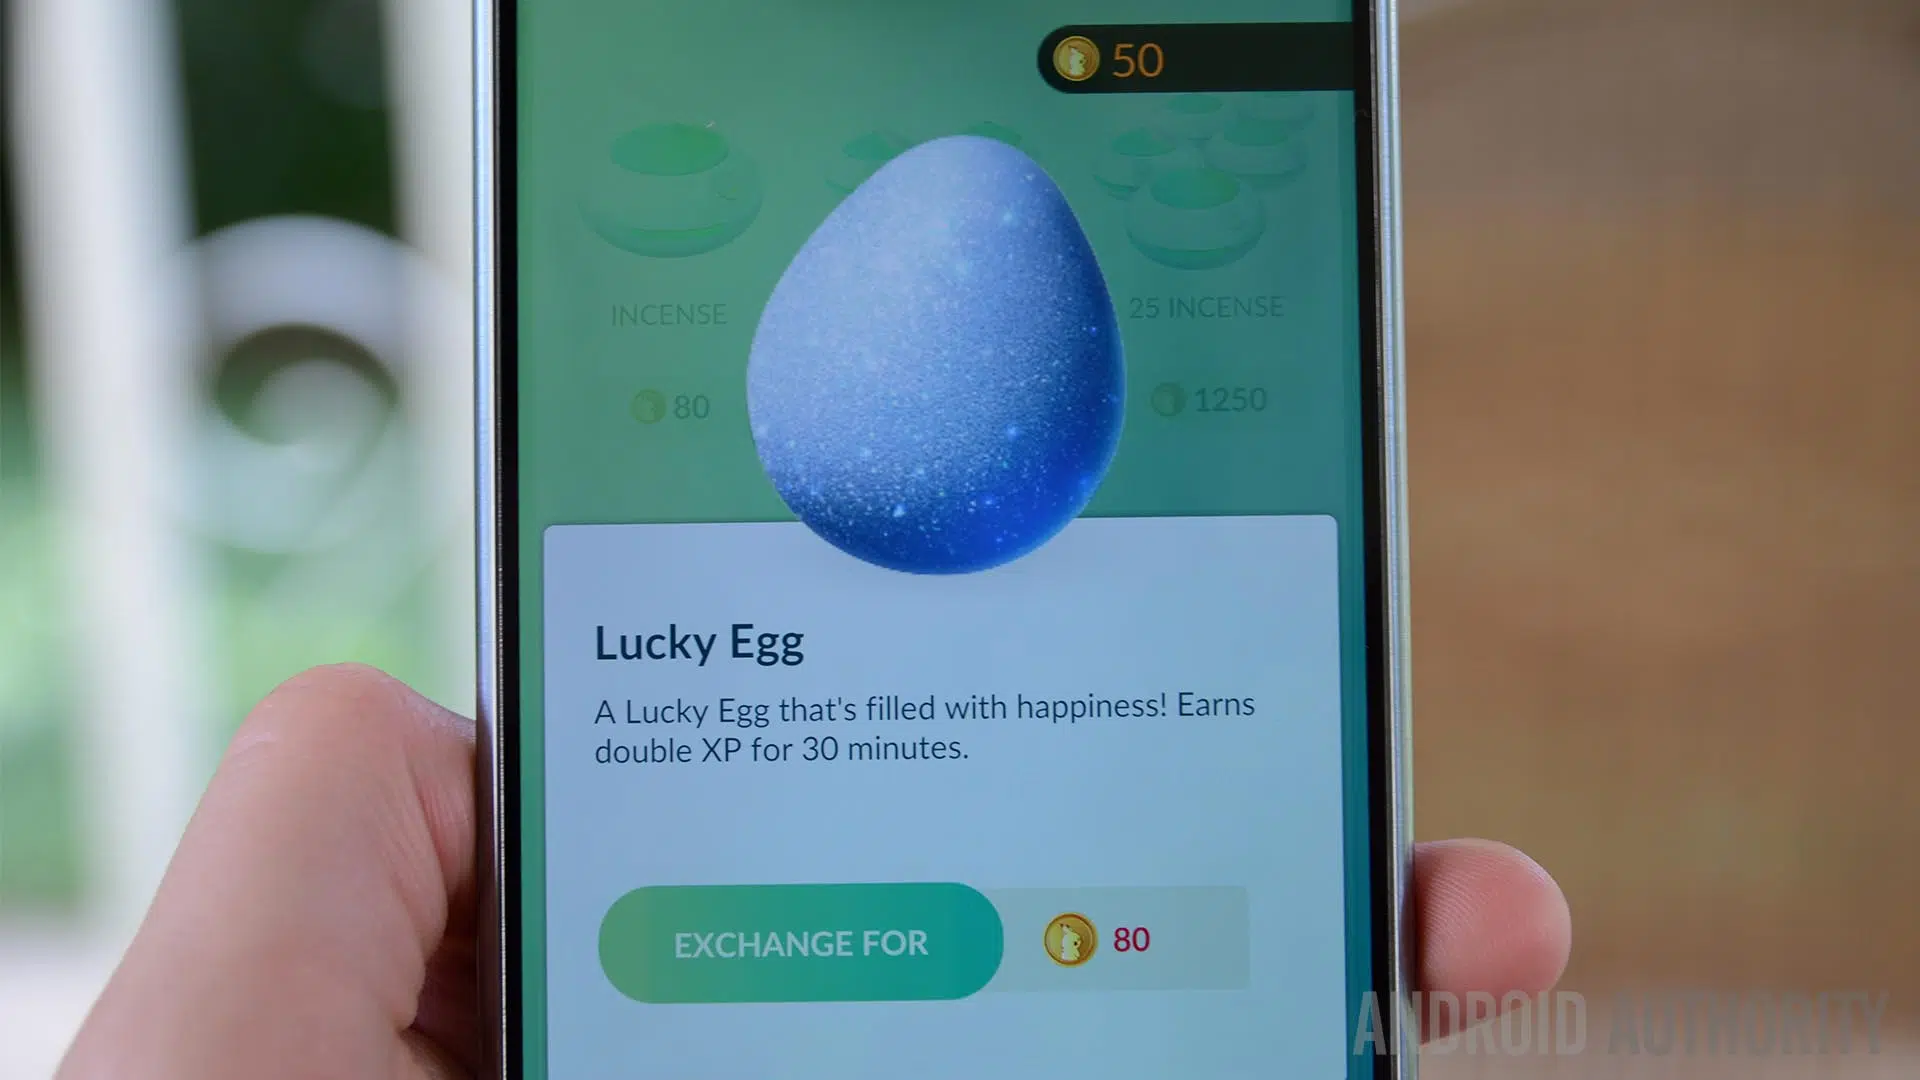 50
INCENSE
25 INCENSE
80
1250
Lucky Egg
A Lucky Egg that's filled with happiness! Earns
double XP for 30 minutes.
EXCHANGE FOR
80
ANDROID AUTHORITY